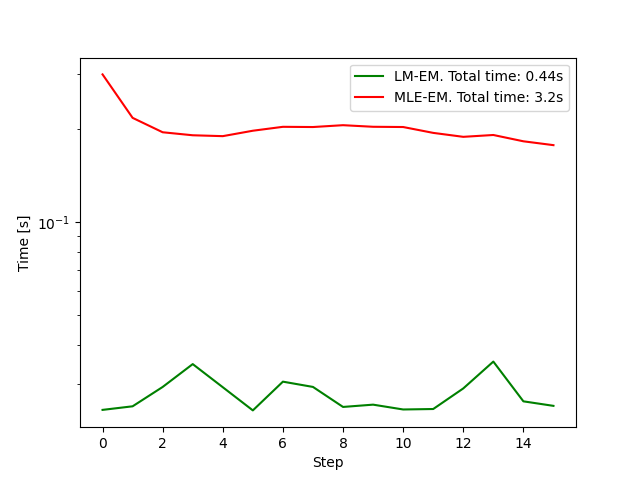 LM-EM. Total time: 0.44s
MLE-EM. Total time: 3.2s
Time [s]
10⁻¹
0 2 4 6 8 10 12 14
Step